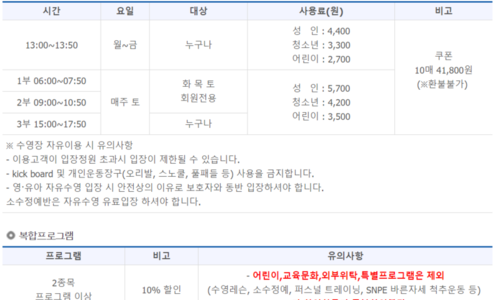 시간 요일 대상 사용료(원) 비고
13:00~13:50 월~금 누구나 성 인 : 4,400
청소년 : 3,300
어린이 : 2,700
쿠폰
10매 41,800원
(※환불불가)
1부 06:00~07:50
2부 09:00~10:50
3부 15:00~17:50
매주 토
화 목 토
회원전용
누구나
성 인 : 5,700
청소년 : 4,200
어린이 : 3,500
※ 수영장 자유이용 시 유의사항
- 이용고객이 입장정원 초과시 입장이 제한될 수 있습니다.
- kick board 및 개인운동장구(오리발, 스노쿨, 풀패들 등) 사용을 금지합니다.
- 영·유아 자유수영 입장 시 안전상의 이유로 보호자와 동반 입장하셔야 합니다.
소수정예반은 자유수영 유료입장 하셔야 합니다.
복합프로그램
프로그램 비고 유의사항
2종목
프로그램 이상
10% 할인
- 어린이,교육문화,외부위탁,특별프로그램은 제외
(수영레슨, 소수정예, 퍼스널 트레이닝, SNPE 바른자세 척추운동 등)